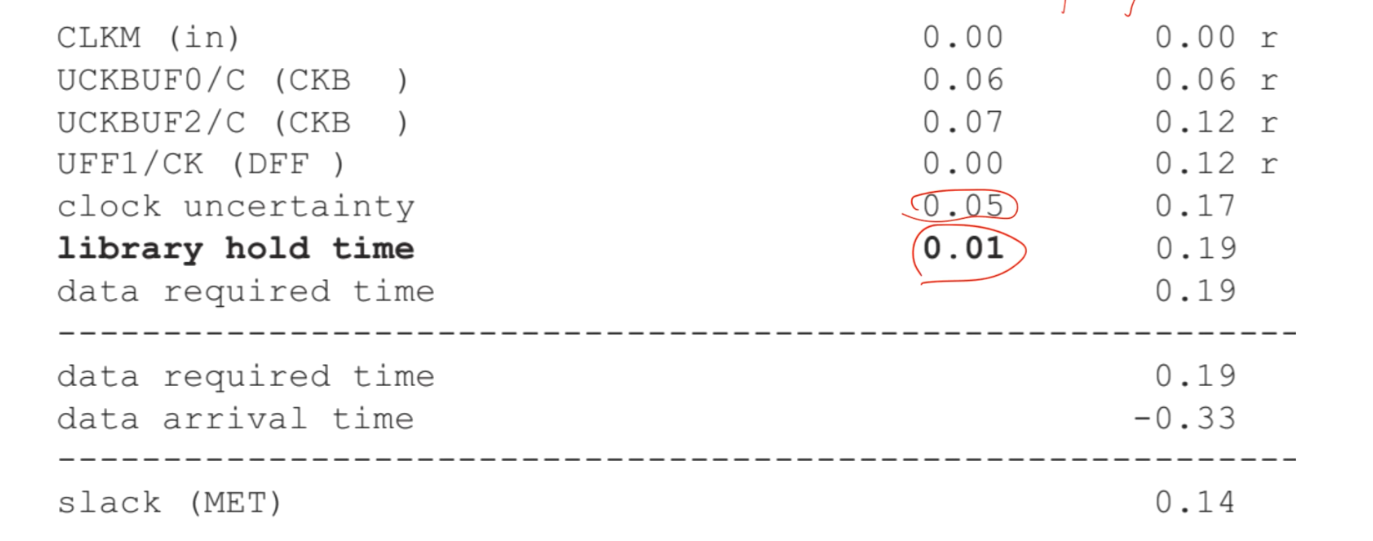 CLKM (in) 0.00 0.00 r
UCKBUF0/C (CKB ) 0.06 0.06 r
UCKBUF2/C (CKB ) 0.07 0.12 r
UFF1/CK (DFF ) 0.00 0.12 r
clock uncertainty 0.05 0.17
library hold time 0.01 0.19
data required time 0.19
------------------------------------------------------------
data required time 0.19
data arrival time -0.33
------------------------------------------------------------
slack (MET) 0.14